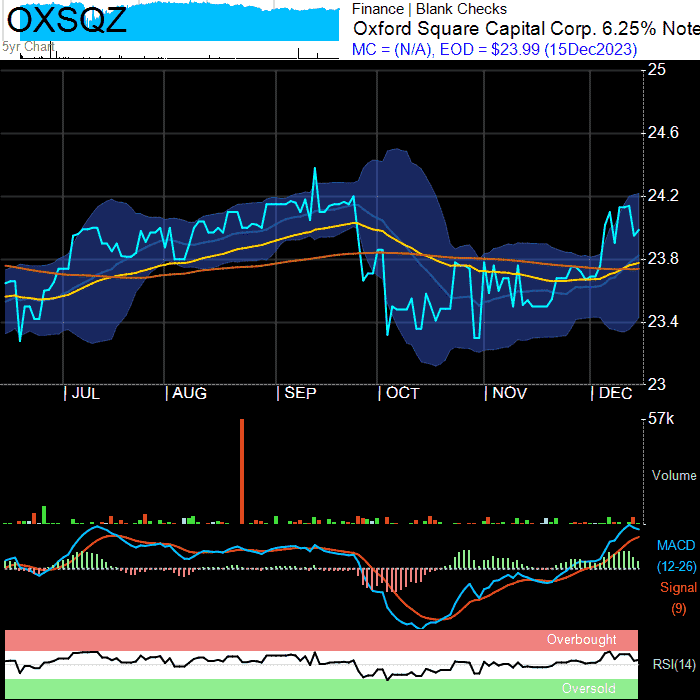 OXSQZ
5yr Chart
Finance | Blank Checks
Oxford Square Capital Corp. 6.25% Note
MC = (N/A), EOD = $23.99 (15Dec2023)
25
24.6
24.2
23.8
23.4
23
| JUL | AUG | SEP | OCT | NOV | DEC
57k
Volume
MACD
(12-26)
Signal
(9)
Overbought
RSI(14)
Oversold